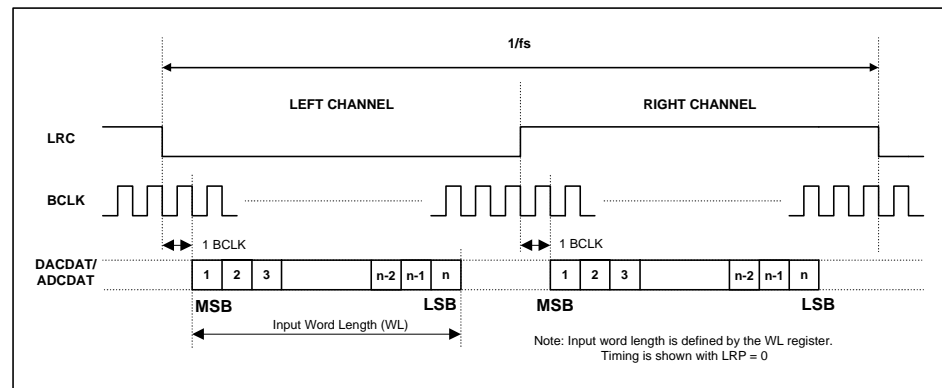 1/fs
LEFT CHANNEL RIGHT CHANNEL
LRC
BCLK
1 BCLK 1 BCLK
DACDAT/
ADCDAT
1 2 3 n-2 n-1 n 1 2 3 n-2 n-1 n
MSB LSB MSB LSB
Input Word Length (WL)
Note: Input word length is defined by the WL register.
Timing is shown with LRP = 0